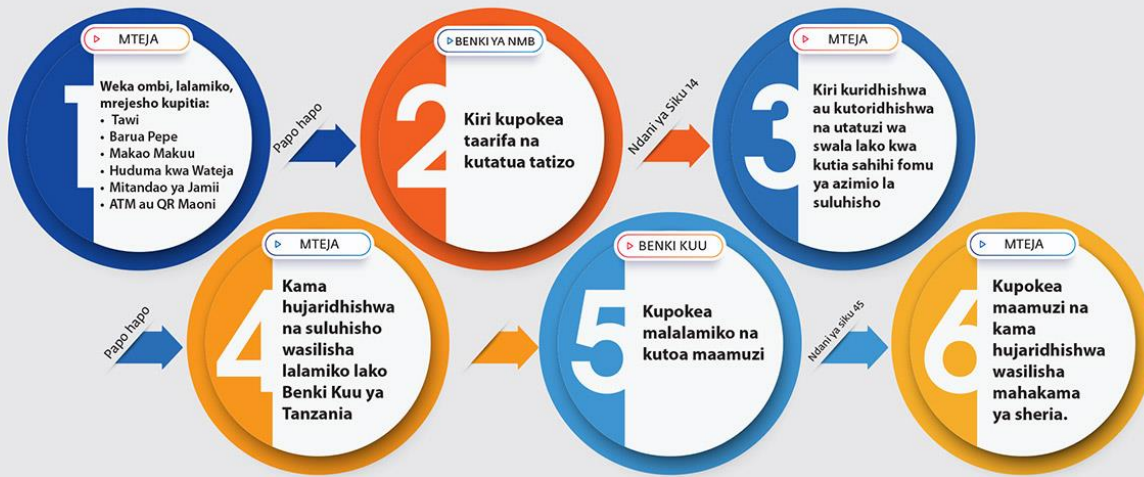 MTEJA
1
Weka ombi, lalamiko,
mrejesho kupitia:
• Tawi
• Barua Pepe
• Makao Makuu
• Huduma kwa Wateja
• Mitandao ya Jamii
• ATM au QR Maoni
Papo hapo
BENKI YA NMB
2
Kiri kupokea
taarifa na
kutatua tatizo
Ndani ya Siku 14
MTEJA
3
Kiri kuridhishwa
au kutoridhishwa
na utatuzi wa
swala lako kwa
kutia sahihi fomu
ya azimio la
suluhisho
Papo hapo
MTEJA
4
Kama
hujaridhishwa
na suluhisho
wasilisha
lalamiko lako
Benki Kuu ya
Tanzania
BENKI KUU
5
Kupokea
malalamiko na
kutoa maamuzi
Ndani ya siku 45
MTEJA
6
Kupokea
maamuzi na
kama
hujaridhishwa
wasilisha
mahakama
ya sheria.